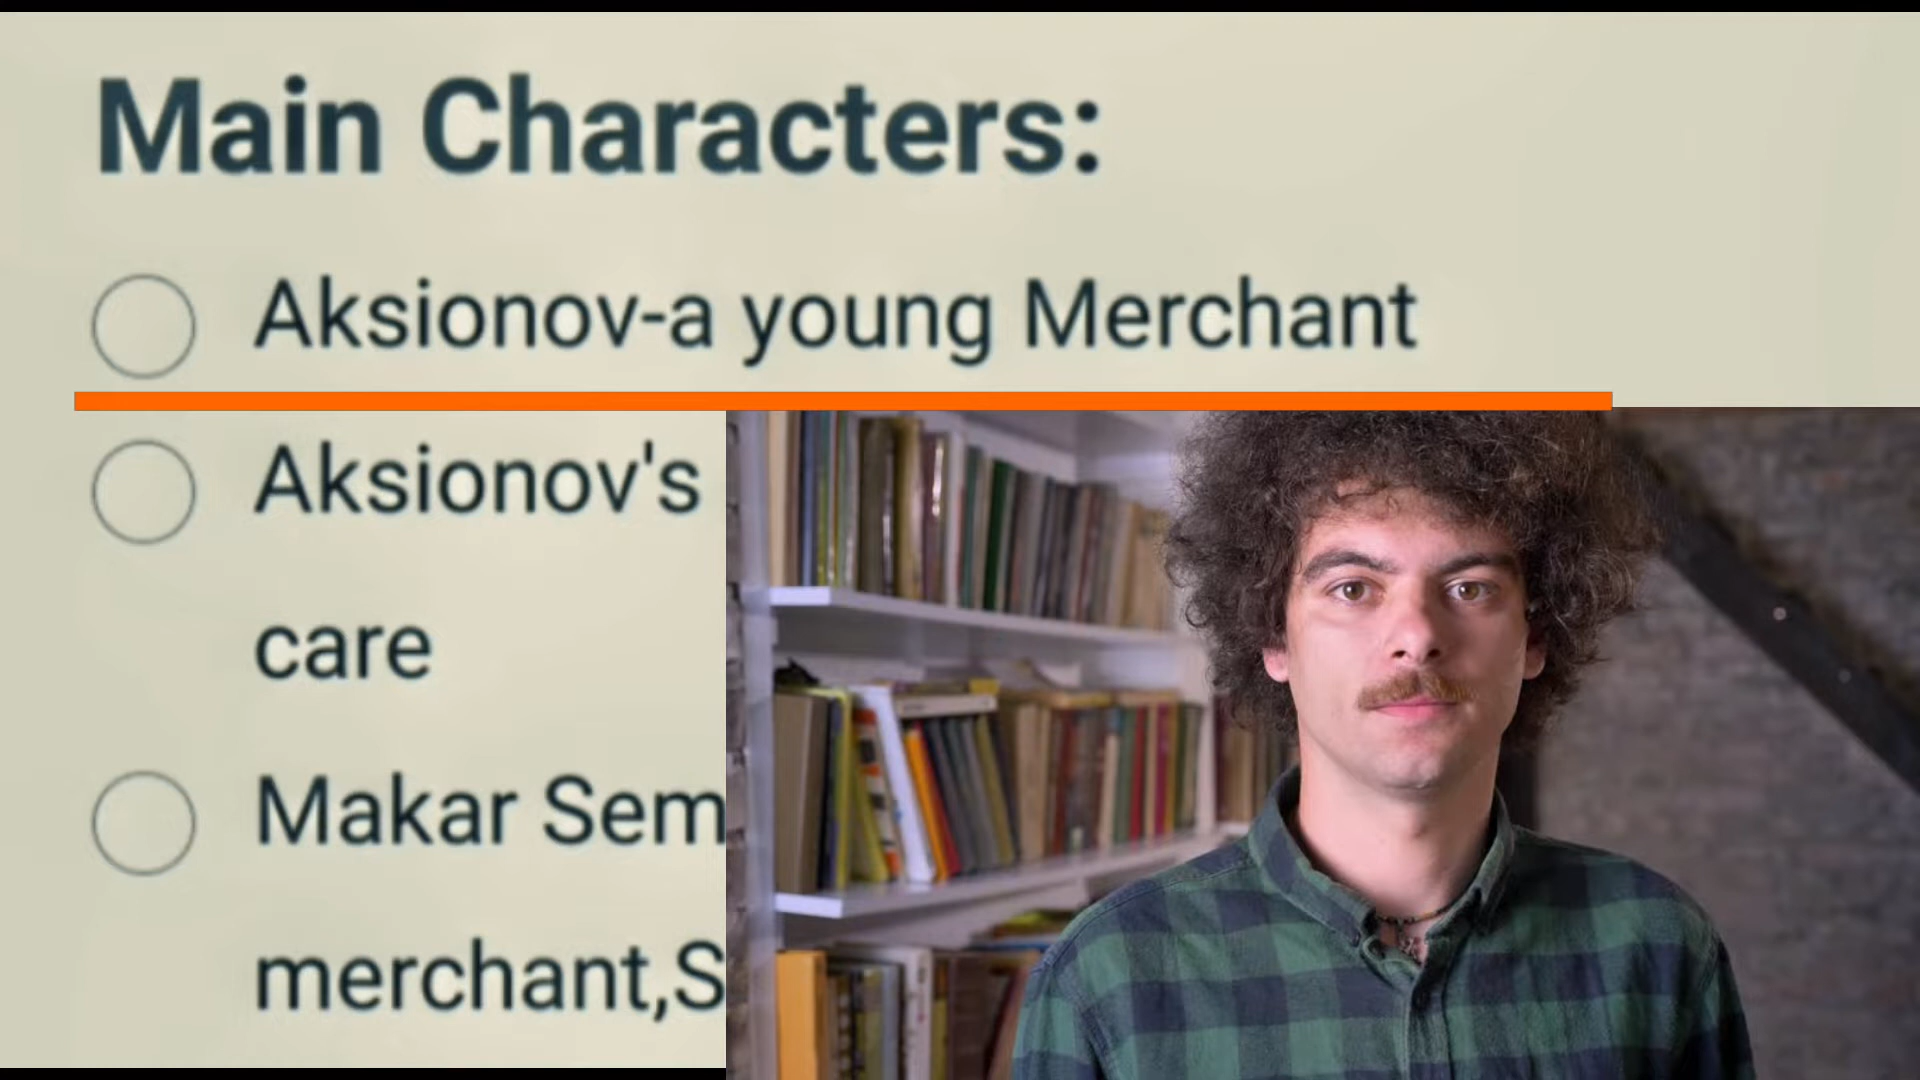 Main Characters:
Aksionov-a young Merchant
Aksionov's
care
Makar Sem
merchant,S